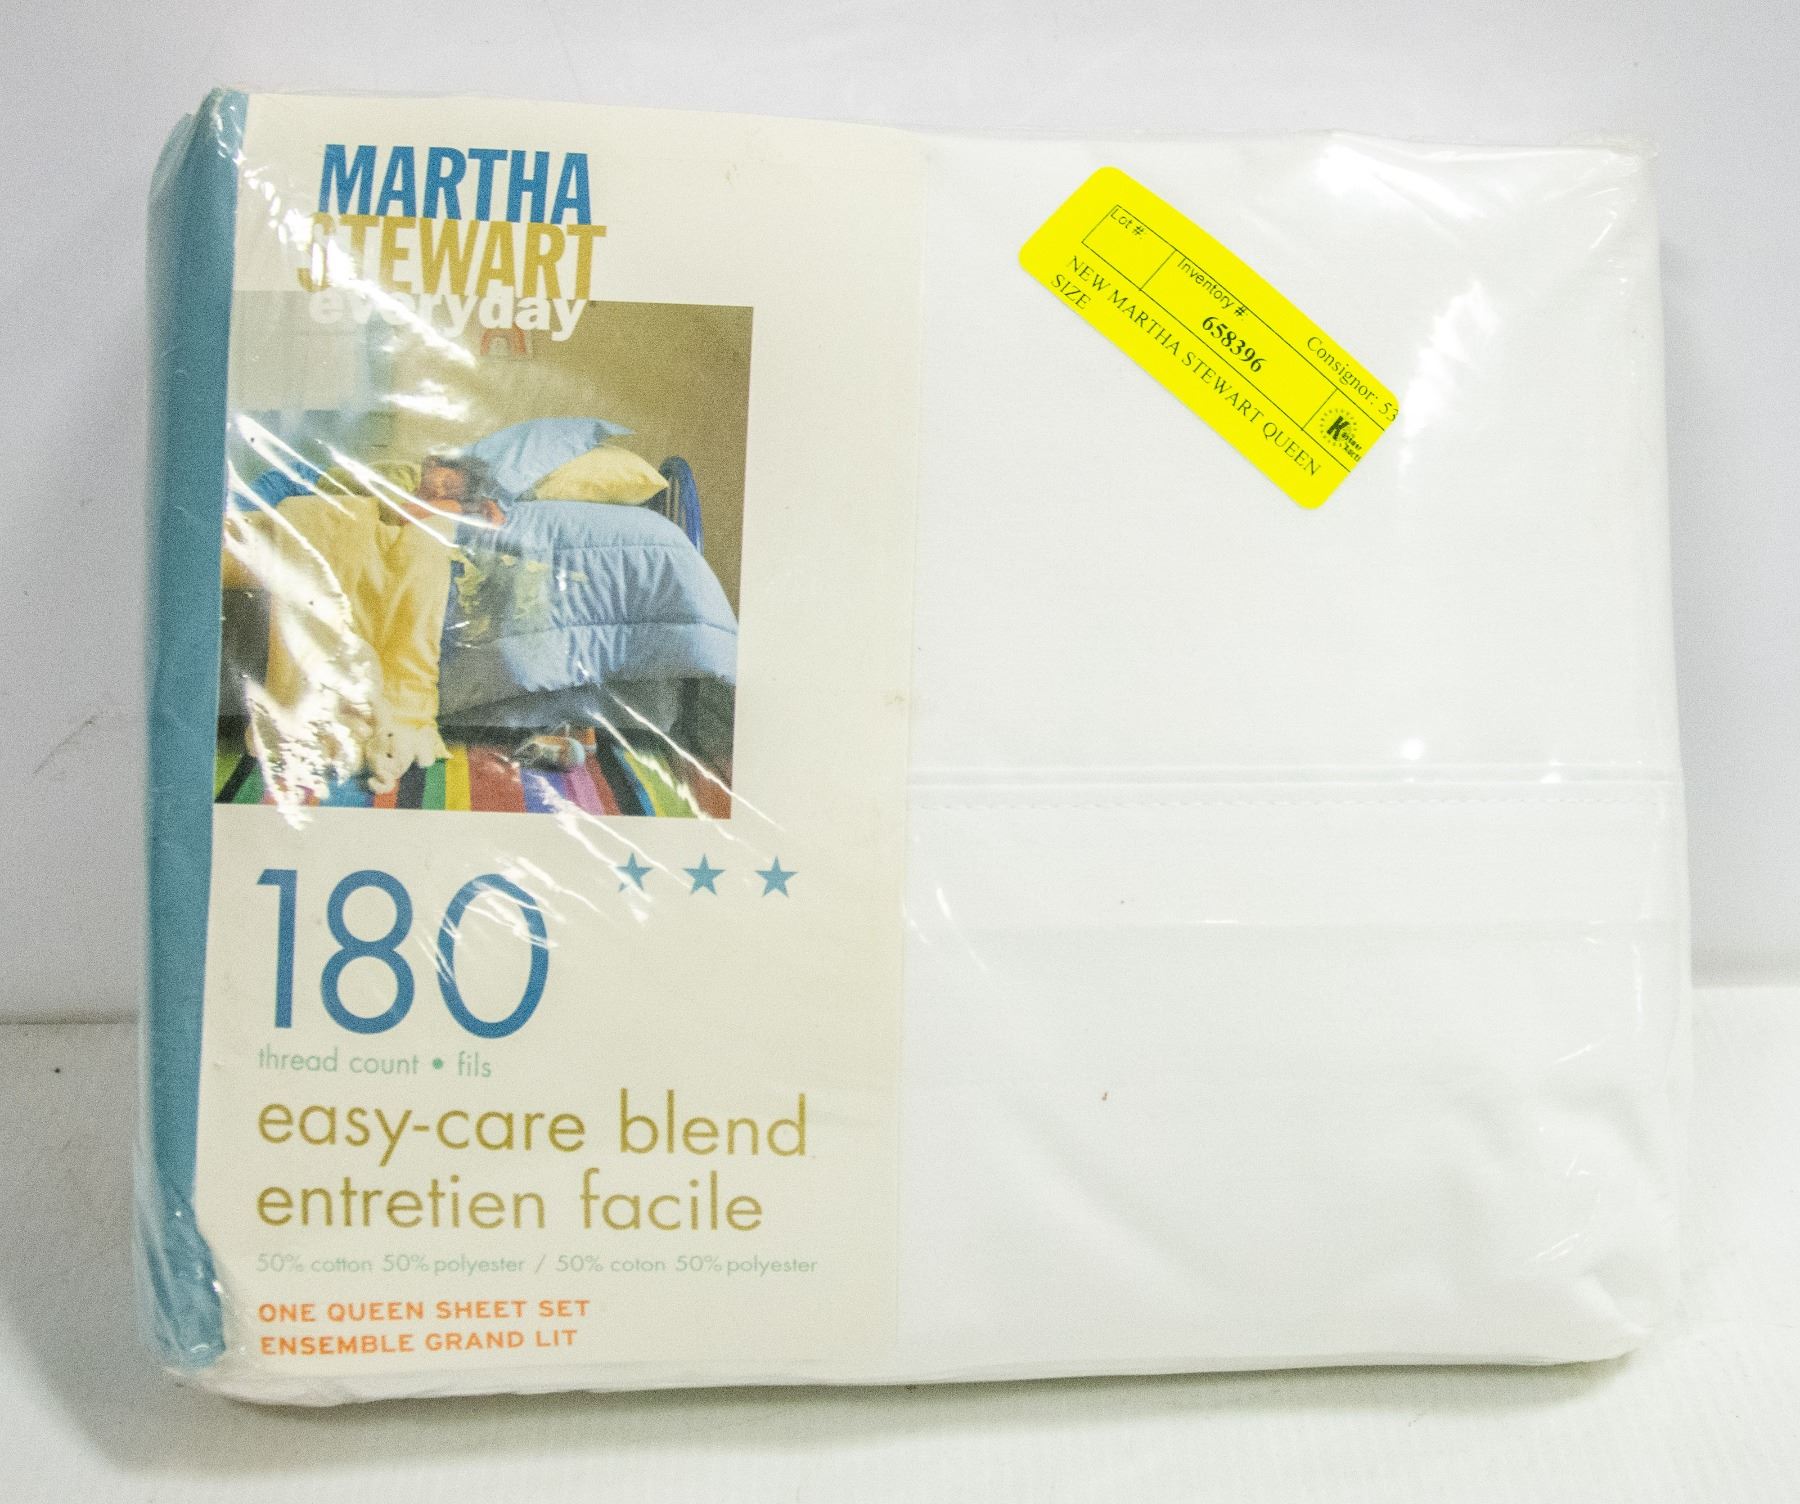 MARTHA
STEWART
everyday
180
thread count • fils
easy-care blend
entretien facile
50% cotton 50% polyester / 50% coton 50% polyester
ONE QUEEN SHEET SET
ENSEMBLE GRAND LIT
Lot #:
Inventory #:
658396
Consignor: 53
NEW MARTHA STEWART QUEEN
SIZE